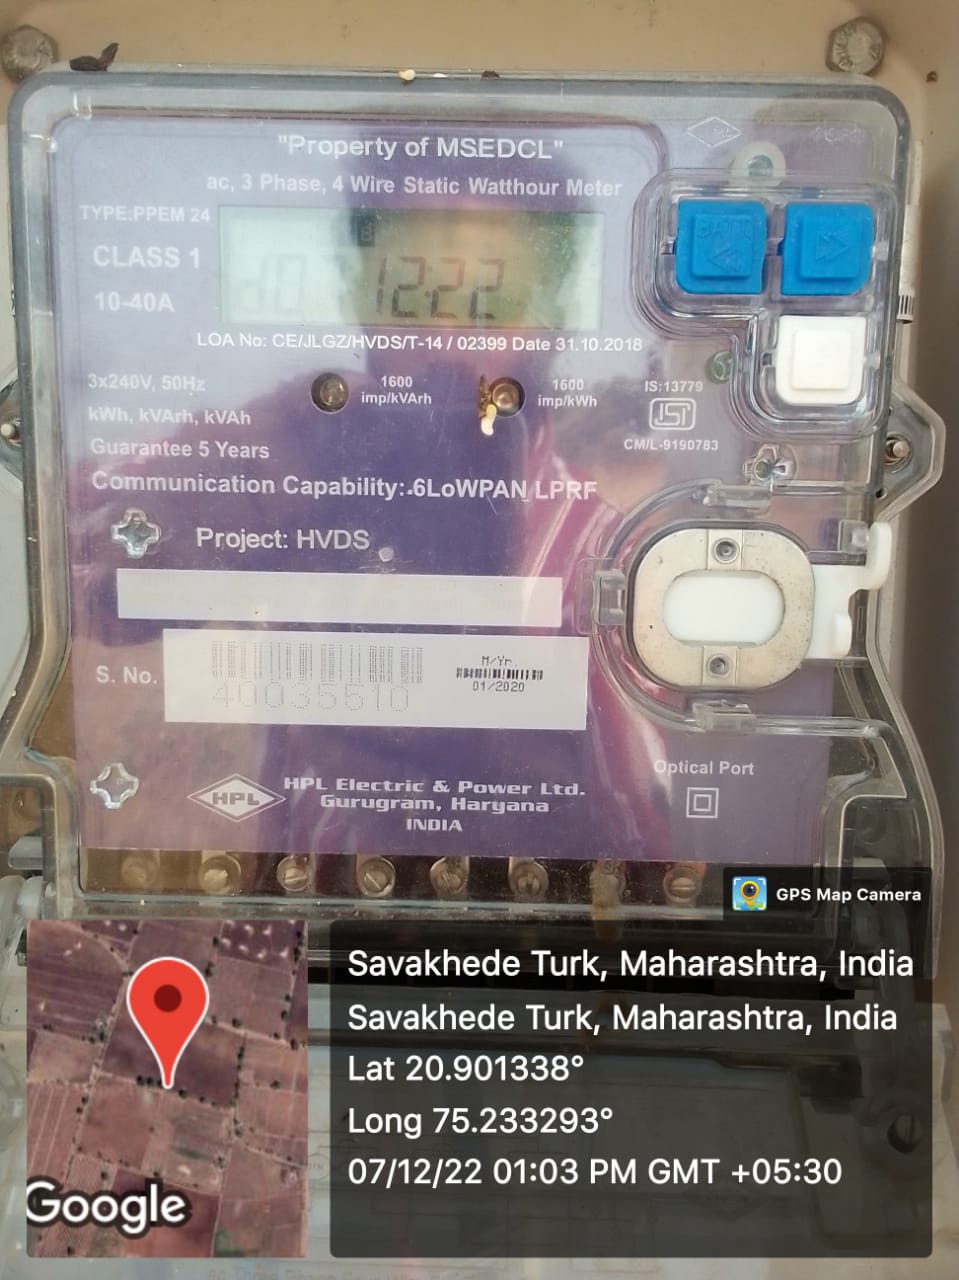 "Property of MSEDCL"
ac, 3 Phase, 4 Wire Static Watthour Meter
TYPE:PPEM 24
CLASS 1
10-40A
12:22
LOA No: CE/JLGZ/HVDS/T-14 / 02399 Date 31.10.2018
3x240V, 50Hz
1600
imp/kVArh
1600
imp/kWh
IS:13779
ISI
CM/L-9190783
kWh, kVArh, kVAh
Guarantee 5 Years
Communication Capability:-6LoWPAN LPRF
Project: HVDS
S. No.
40035510
M/Yr.
01/2020
HPL
HPL Electric & Power Ltd.
Gurugram, Haryana
INDIA
Optical Port
GPS Map Camera
Savakhede Turk, Maharashtra, India
Savakhede Turk, Maharashtra, India
Lat 20.901338°
Long 75.233293°
07/12/22 01:03 PM GMT +05:30
Google